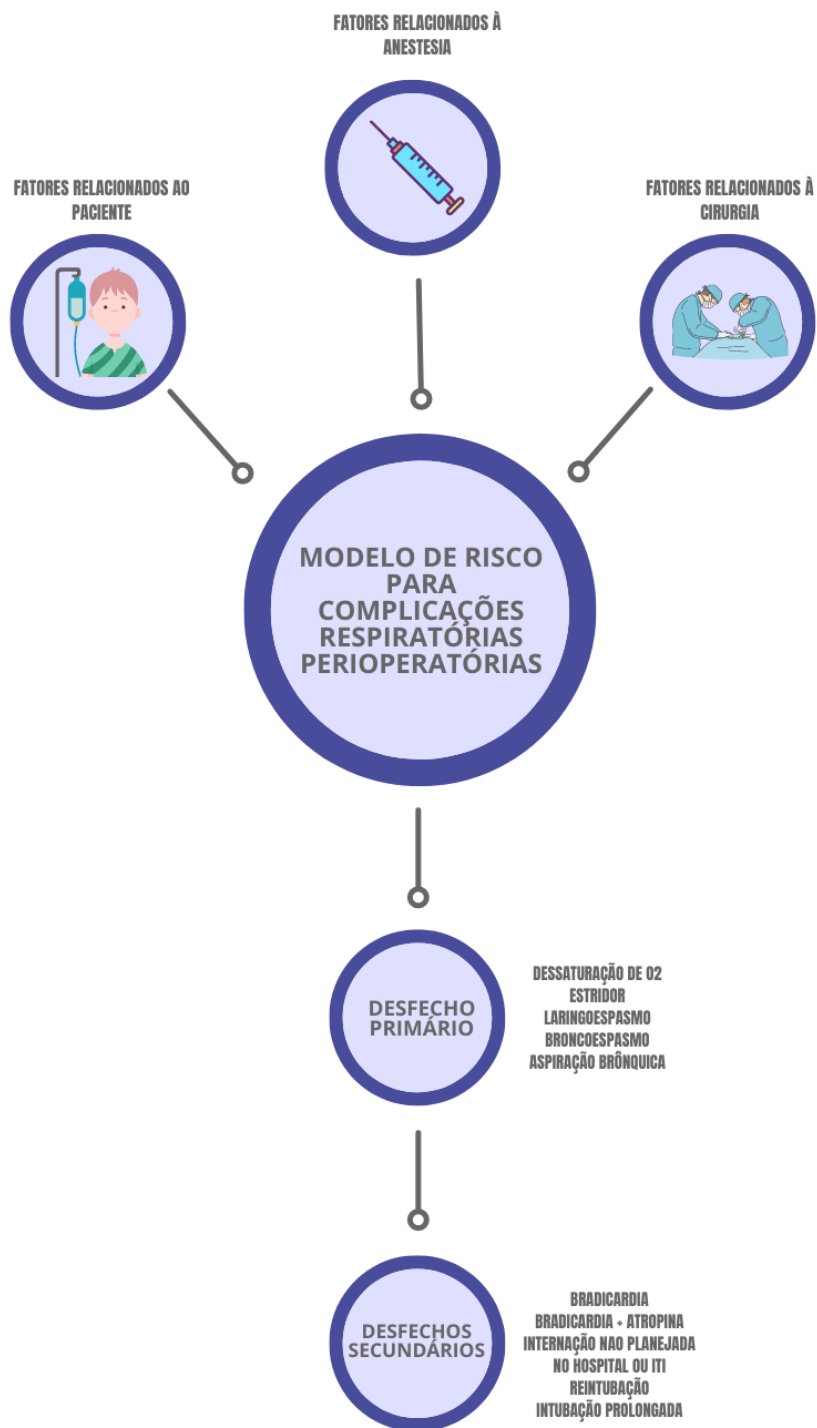 FATORES RELACIONADOS À
ANESTESIA
FATORES RELACIONADOS AO
PACIENTE
FATORES RELACIONADOS À
CIRURGIA
MODELO DE RISCO
PARA
COMPLICAÇÕES
RESPIRATÓRIAS
PERIOPERATÓRIAS
DESFECHO
PRIMÁRIO
DESSATURAÇÃO DE O2
ESTRIDOR
LARINGOESPASMO
BRONCOESPASMO
ASPIRAÇÃO BRÔNQUICA
DESFECHOS
SECUNDÁRIOS
BRADICARDIA
BRADICARDIA + ATROPINA
INTERNAÇÃO NAO PLANEJADA
NO HOSPITAL OU ITI
REINTUBAÇÃO
INTUBAÇÃO PROLONGADA